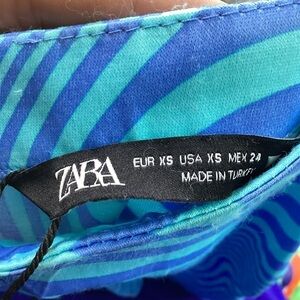 ZARA
EUR XS USA XS MEX 24
MADE IN TURKEY